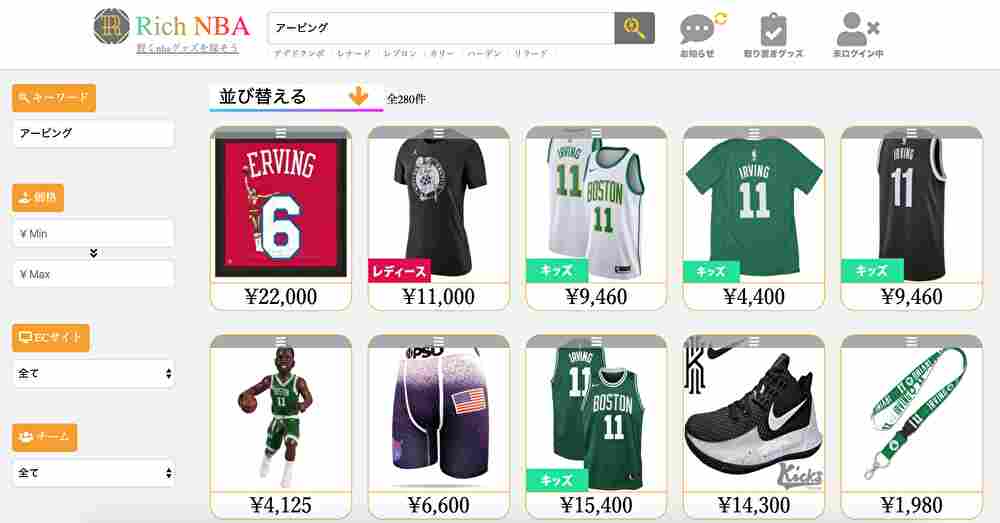 Rich NBA
賢くnbaグッズを探そう
アービング
アデドクンボ | レナード | レブロン | カリー | ハーデン | リラード
お知らせ
取り置きグッズ
未ログイン中
キーワード
アービング
価格
¥ Min
¥ Max
ECサイト
全て
チーム
全て
並び替える
全280件
ERVING
6
¥22,000
レディース
¥11,000
IRVING
11
BOSTON
11
キッズ
¥9,460
IRVING
11
キッズ
¥4,400
IRVING
11
キッズ
¥9,460
11
¥4,125
PSD
¥6,600
IRVING
11
BOSTON
11
キッズ
¥15,400
Kicks
¥14,300
IRVING
¥1,980